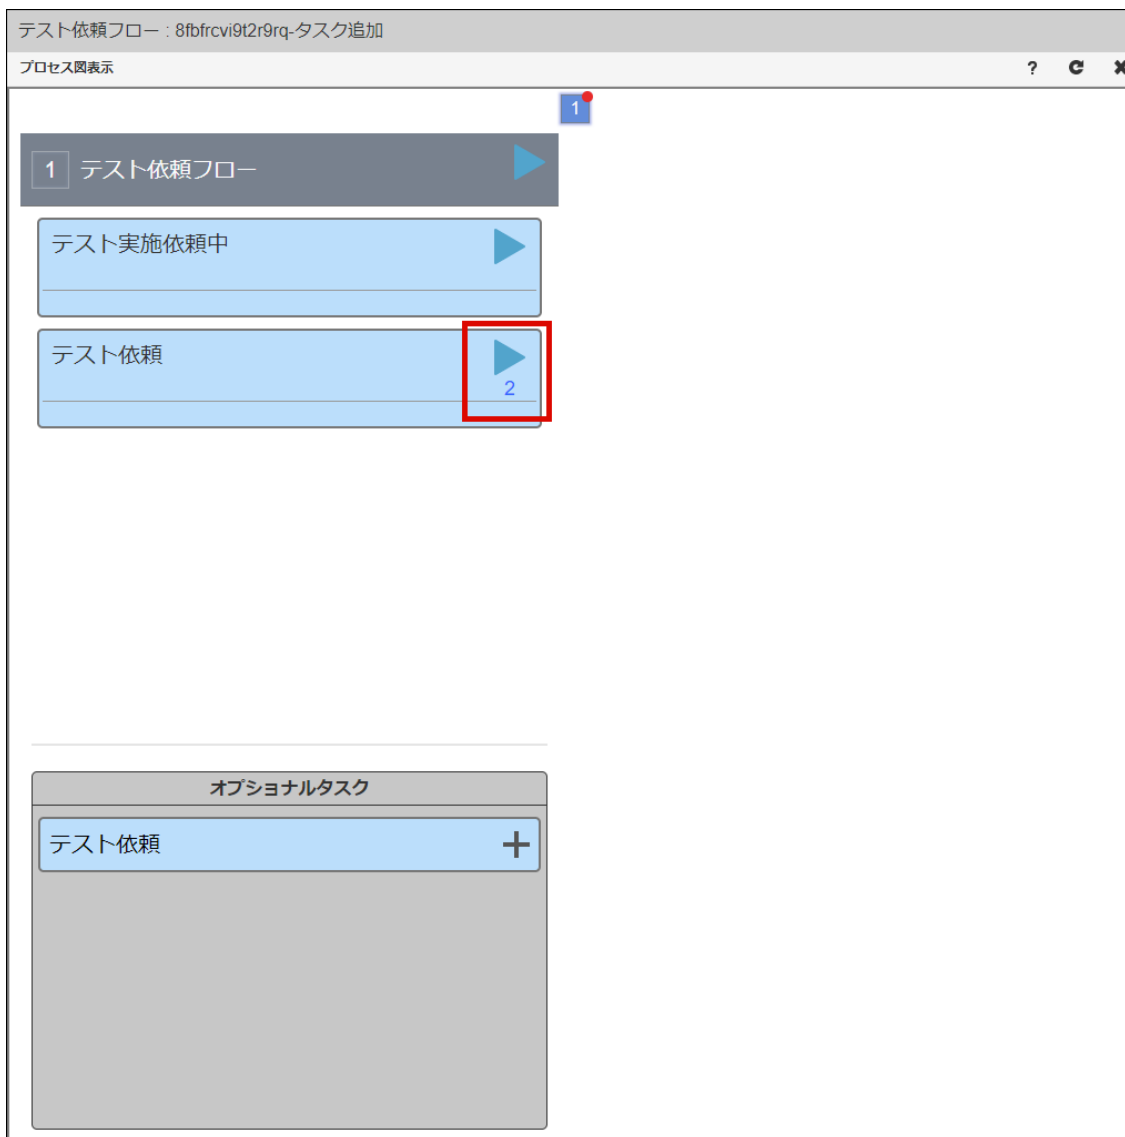 テスト依頼フロー : 8fbfrcvi9t2r9rq-タスク追加
プロセス図表示 ?
1
1 テスト依頼フロー
テスト実施依頼中
テスト依頼
2
オプショナルタスク
テスト依頼